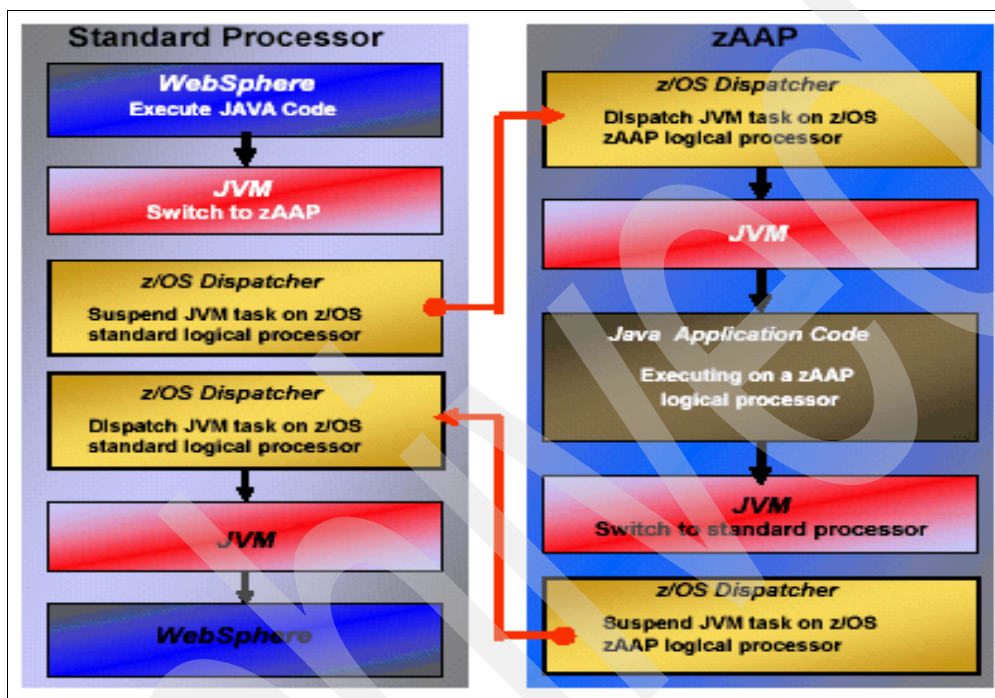 Standard Processor
WebSphere
Execute JAVA Code
JVM
Switch to zAAP
z/OS Dispatcher
Suspend JVM task on z/OS
standard logical processor
z/OS Dispatcher
Dispatch JVM task on z/OS
standard logical processor
JVM
WebSphere
zAAP
z/OS Dispatcher
Dispatch JVM task on z/OS
zAAP logical processor
JVM
Java Application Code
Executing on a zAAP
logical processor
JVM
Switch to standard processor
z/OS Dispatcher
Suspend JVM task on z/OS
zAAP logical processor